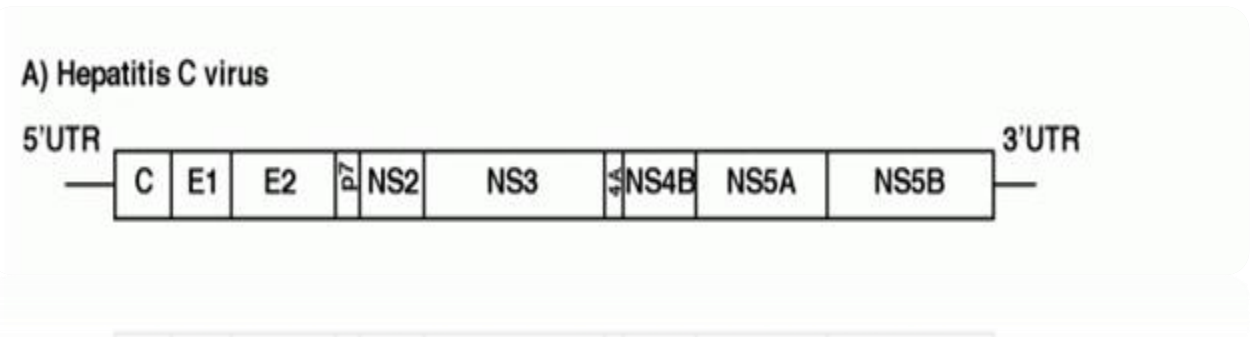 A) Hepatitis C virus
5'UTR 3'UTR
C E1 E2 p7 NS2 NS3 4A NS4B NS5A NS5B